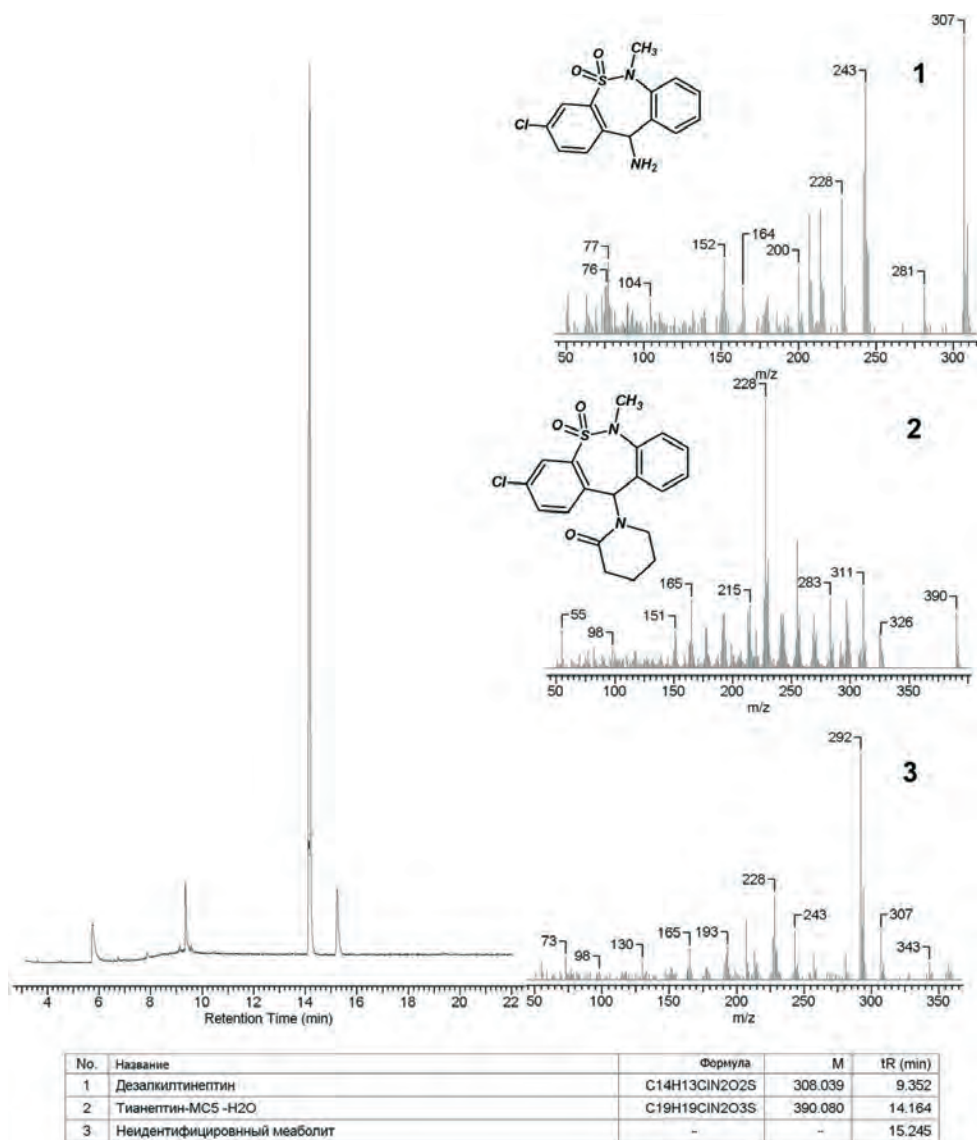 307
243
1
228
200
164
152
77
76
104
281
O
O
S
N
CH3
Cl
NH2
50 100 150 200 250 300
m/z
228
2
O
O
S
N
CH3
Cl
O
N
55
98
151
165
215
283
311
326
390
50 100 150 200 250 300 350
m/z
292
3
228
243
307
343
193
165
130
98
73
50 100 150 200 250 300 350
m/z
4 6 8 10 12 14 16 18 20 22
Retention Time (min)
No. Название Формула M tR (min)
1 Дезалкилтинептин C14H13ClN2O2S 308.039 9.352
2 Тианептин-MC5 -H2O C19H19ClN2O3S 390.080 14.164
3 Неидентифицировнный меаболит - - 15.245